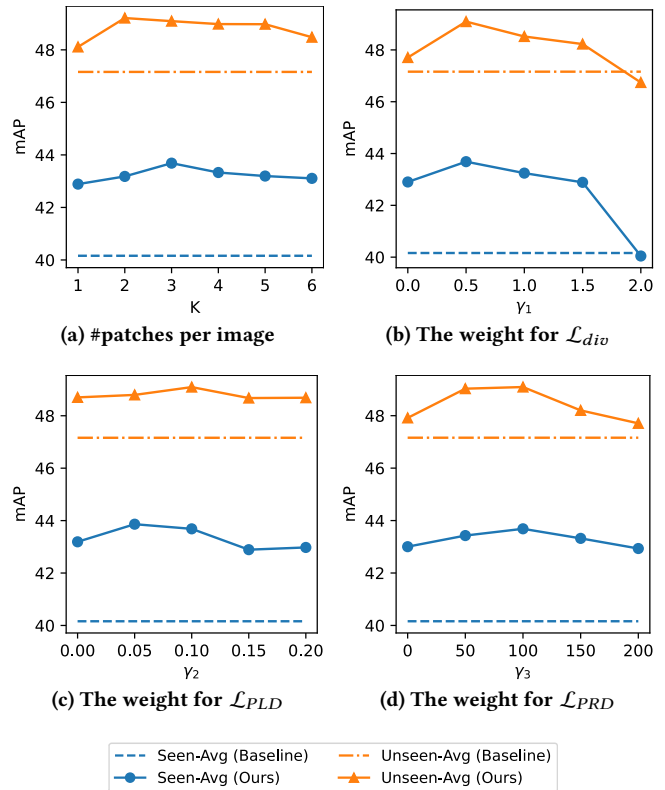 48
46
44
42
40
mAP
1 2 3 4 5 6
K
(a) #patches per image
48
46
44
42
40
mAP
0.0 0.5 1.0 1.5 2.0
γ1
(b) The weight for ℒdiv
48
46
44
42
40
mAP
0.00 0.05 0.10 0.15 0.20
γ2
(c) The weight for ℒPLD
48
46
44
42
40
mAP
0 50 100 150 200
γ3
(d) The weight for ℒPRD
Seen-Avg (Baseline) Unseen-Avg (Baseline)
Seen-Avg (Ours) Unseen-Avg (Ours)